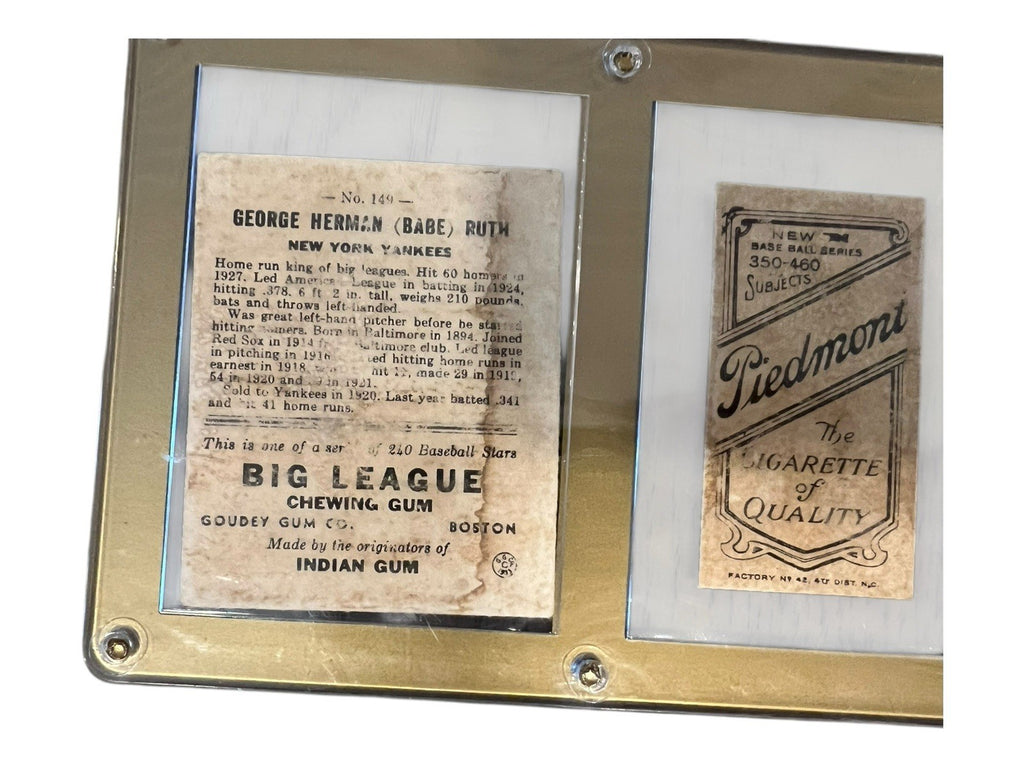 — No. 149 —
GEORGE HERMAN (BABE) RUTH
NEW YORK YANKEES
Home run king of big leagues. Hit 60 homers in
1927. Led American League in batting in 1924,
hitting .378. 6 ft 2 in. tall, weighs 210 pounds,
bats and throws left-handed.
Was great left-hand pitcher before he started
hitting homers. Born in Baltimore in 1894. Joined
Red Sox in 1914 Baltimore club. Led league
in pitching in 1916. hitting home runs in
earnest in 1918, hit 11, made 29 in 1919,
54 in 1920 and in 1921.
Sold to Yankees in 1920. Last year batted .341
and hit 41 home runs.
This is one of a of 240 Baseball Stars
BIG LEAGUE
CHEWING GUM
GOUDEY GUM CO. BOSTON
Made by the originators of
INDIAN GUM
NEW
BASE BALL SERIES
350-460
SUBJECTS
Piedmont
The
CIGARETTE
of
QUALITY
FACTORY No 42, 4TH DIST. N.C.